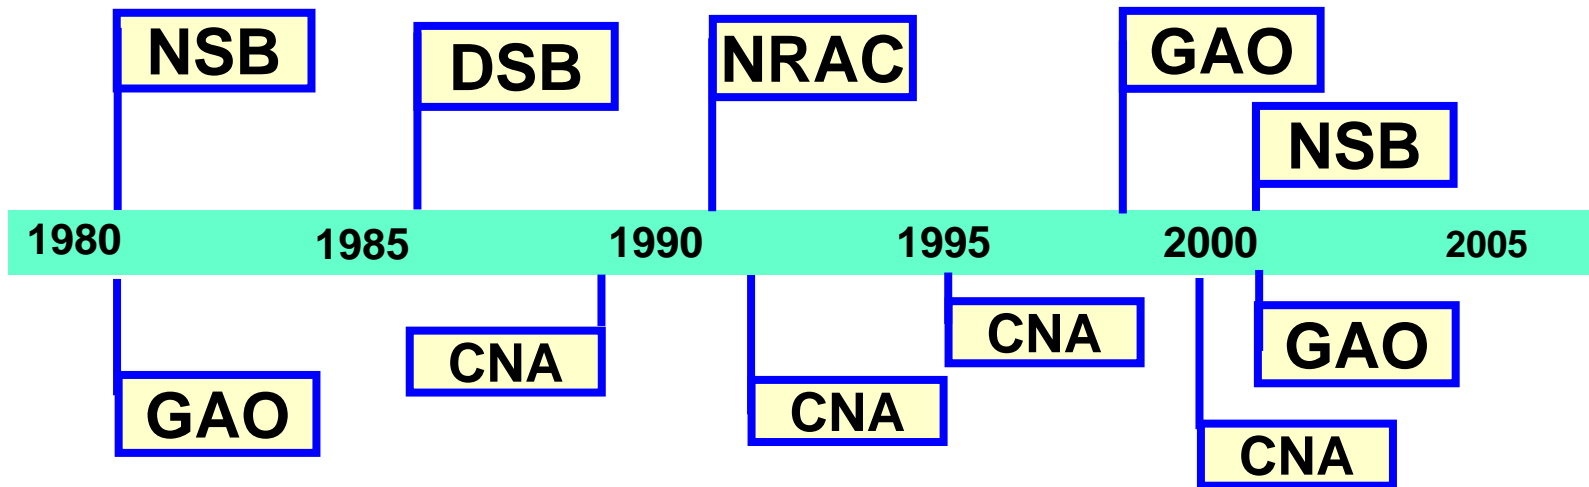 NSB
DSB
NRAC
GAO
NSB
1980 1985 1990 1995 2000 2005
CNA
CNA
GAO
GAO
CNA
CNA